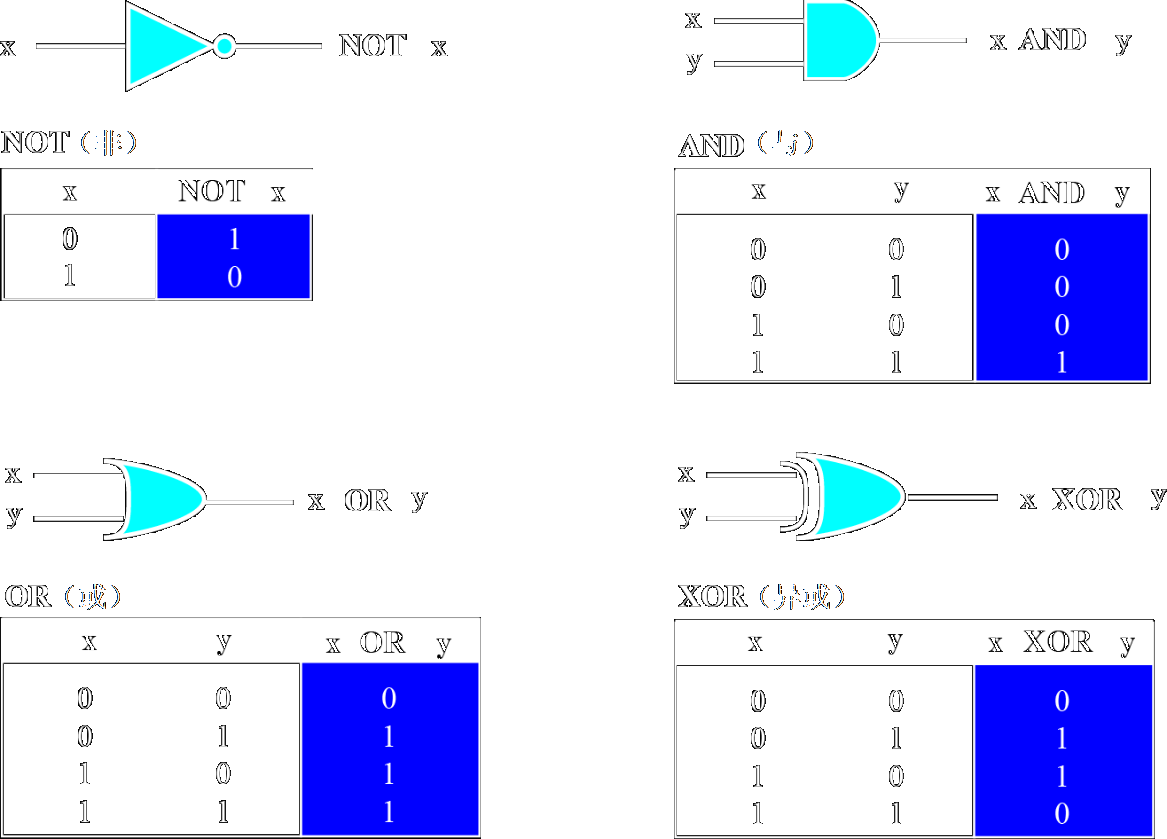 x NOT x
NOT（非）
x NOT x
0 1
1 0
x
y
x AND y
AND（与）
x y x AND y
0 0 0
0 1 0
1 0 0
1 1 1
x
y
x OR y
OR（或）
x y x OR y
0 0 0
0 1 1
1 0 1
1 1 1
x
y
x XOR y
XOR（异或）
x y x XOR y
0 0 0
0 1 1
1 0 1
1 1 0